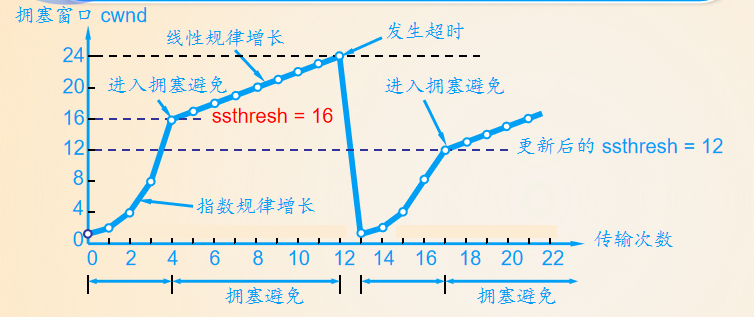 拥塞窗口 cwnd
线性规律增长
发生超时
24
20
进入拥塞避免
进入拥塞避免
16
ssthresh = 16
12
更新后的 ssthresh = 12
8
4
指数规律增长
0
0 2 4 6 8 10 12 14 16 18 20 22
传输次数
拥塞避免
拥塞避免